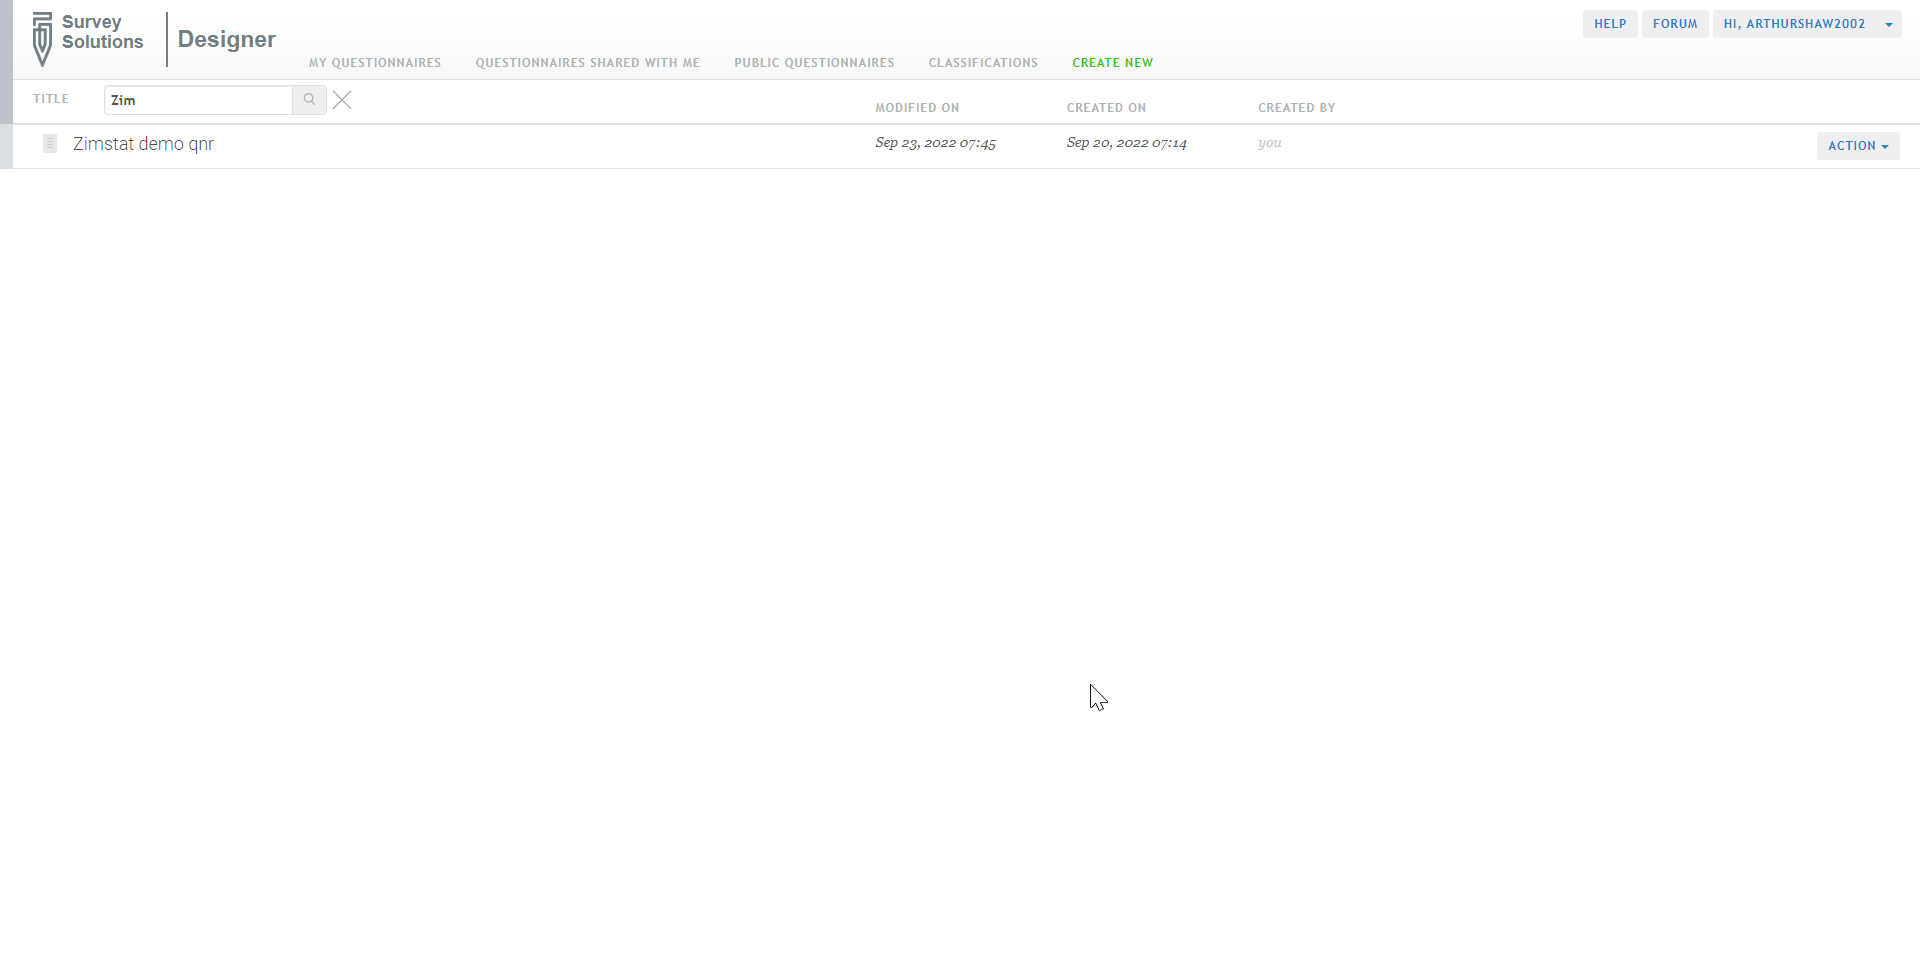 Survey
Solutions
Designer
MY QUESTIONNAIRES QUESTIONNAIRES SHARED WITH ME PUBLIC QUESTIONNAIRES CLASSIFICATIONS CREATE NEW
HELP FORUM HI, ARTHURSHAW2002
TITLE Zim MODIFIED ON CREATED ON CREATED BY
Zimstat demo qnr Sep 23, 2022 07:45 Sep 20, 2022 07:14 you ACTION